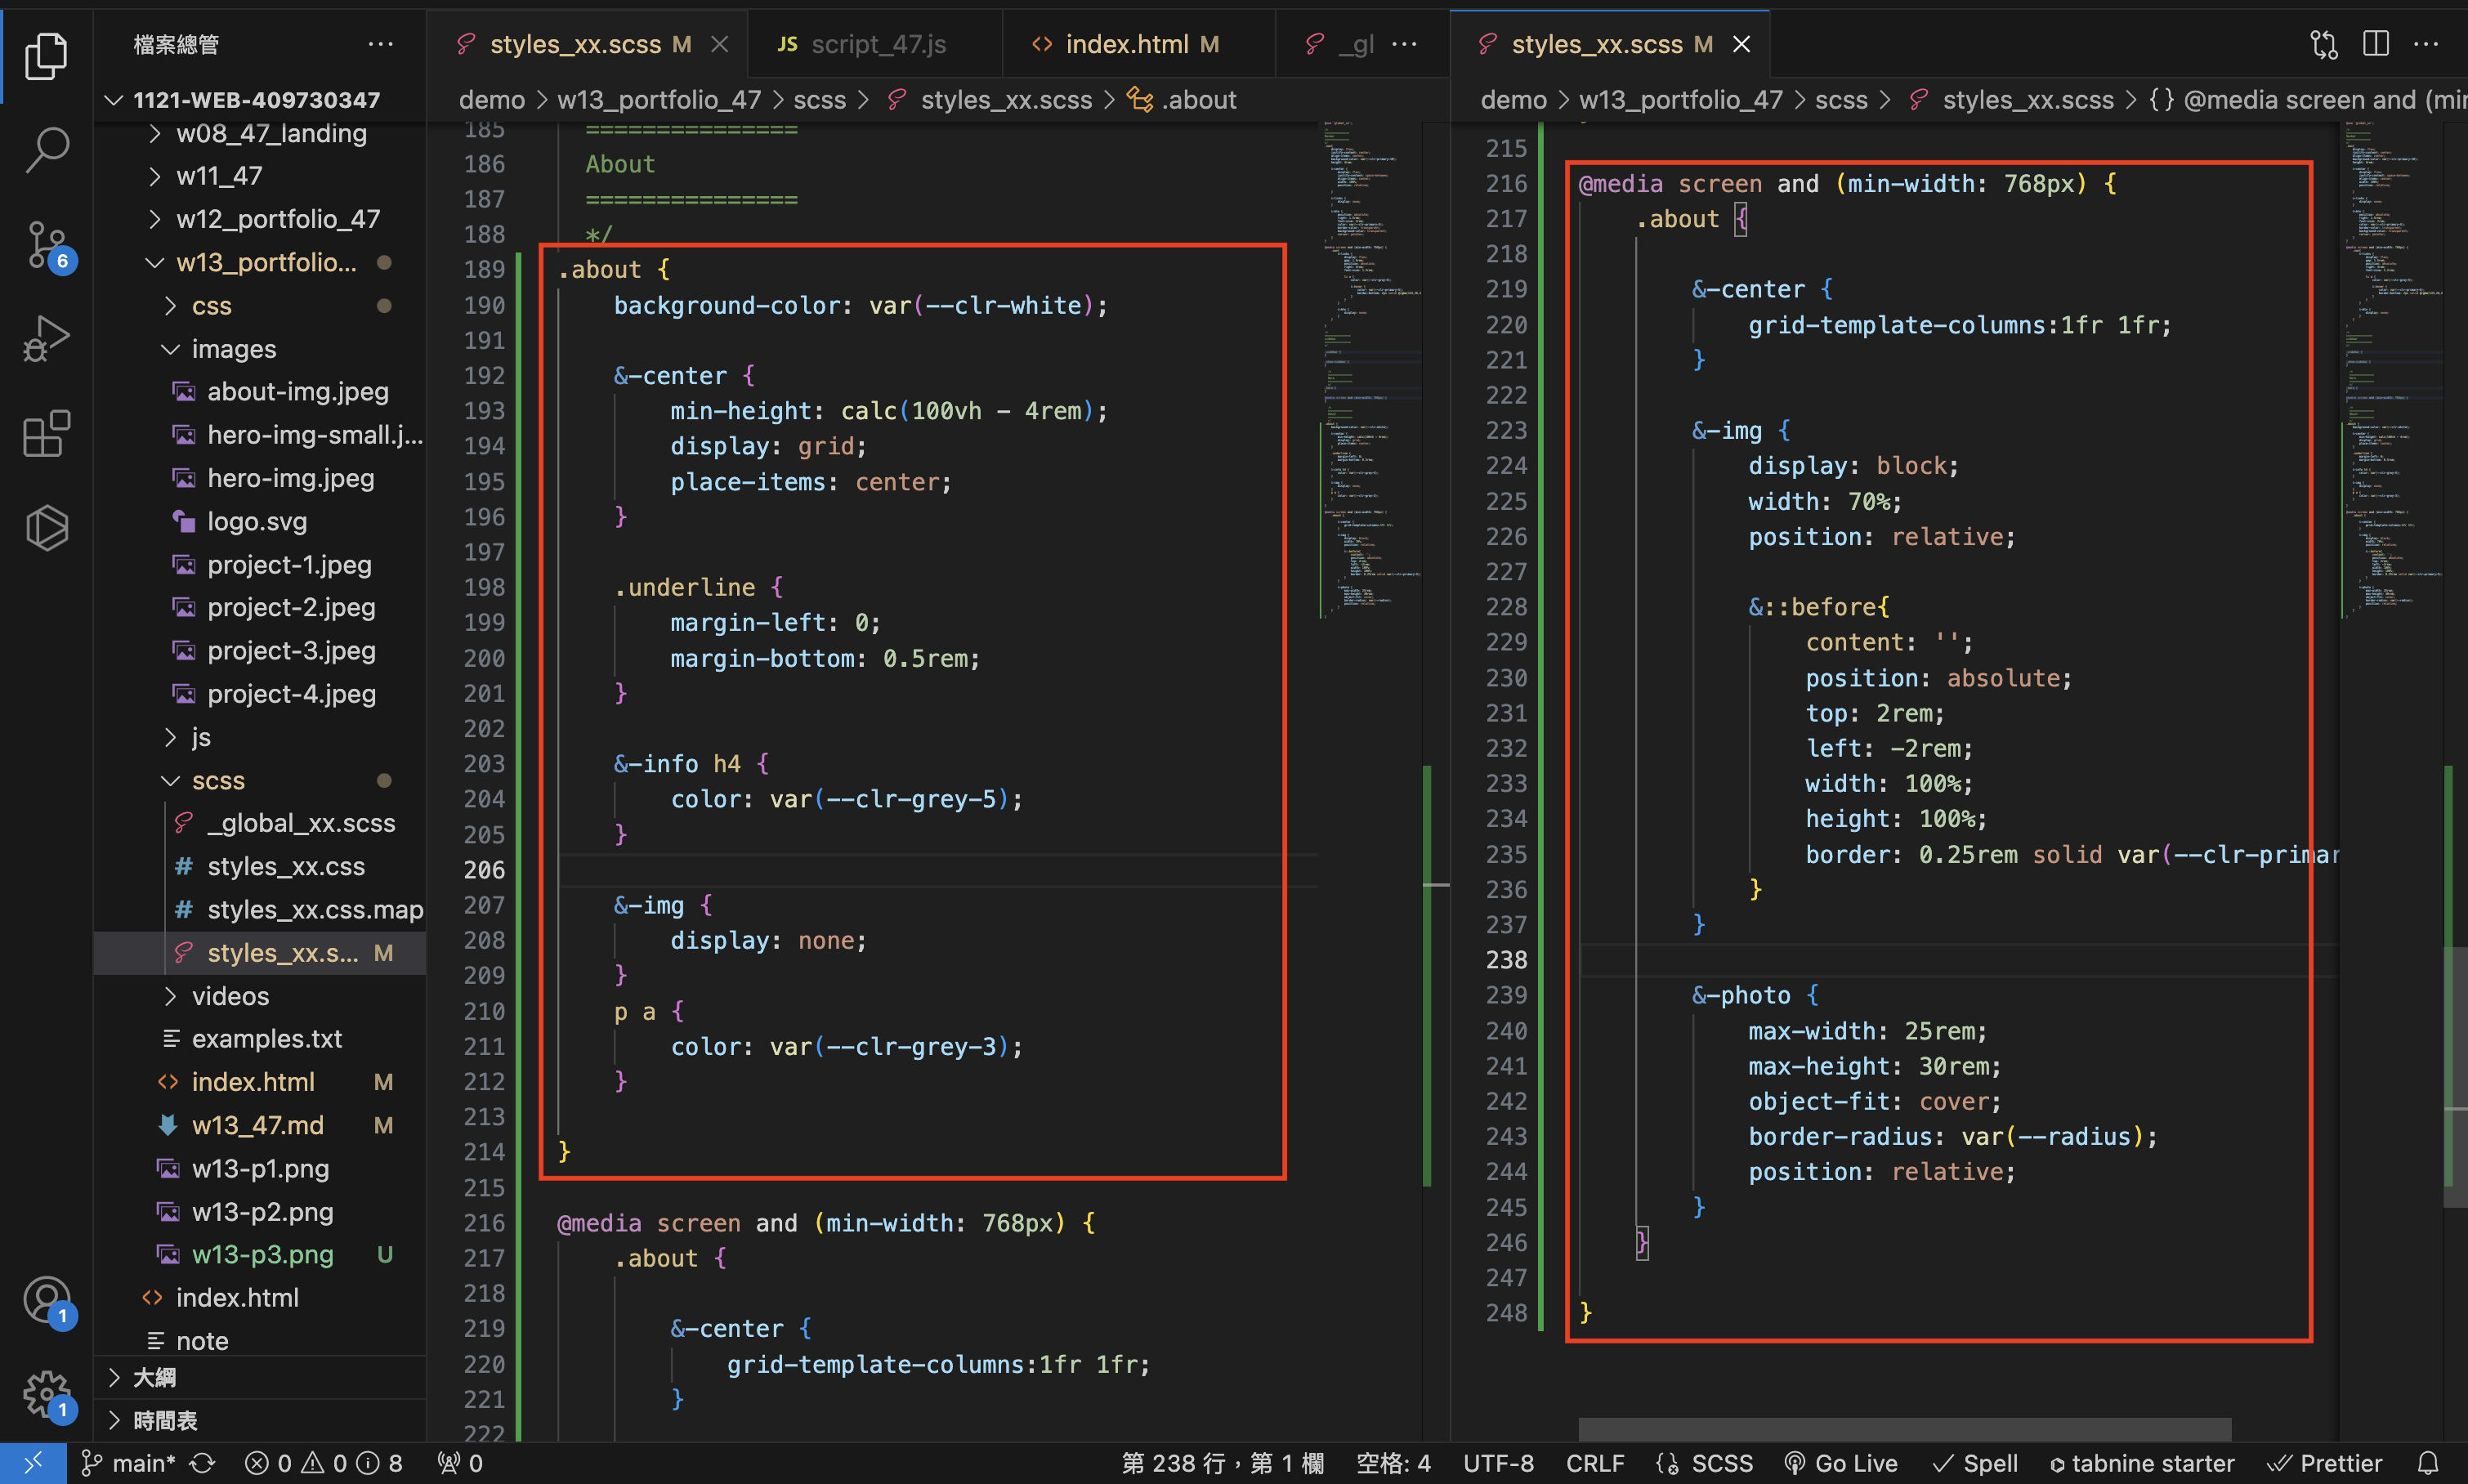 檔案總管
styles_xx.scss M
JS script_47.js
index.html M
_gl
styles_xx.scss M
1121-WEB-409730347
demo > w13_portfolio_47 > scss > styles_xx.scss > .about
demo > w13_portfolio_47 > scss > styles_xx.scss > {} @media screen and (min
w08_47_landing
w11_47
w12_portfolio_47
w13_portfolio...
css
images
about-img.jpeg
hero-img-small.j...
hero-img.jpeg
logo.svg
project-1.jpeg
project-2.jpeg
project-3.jpeg
project-4.jpeg
js
scss
_global_xx.scss
# styles_xx.css
# styles_xx.css.map
styles_xx.s... M
videos
examples.txt
index.html M
w13_47.md M
w13-p1.png
w13-p2.png
w13-p3.png U
index.html
note
大綱
時間表
6
1
1
185 ===============
186 About
187 ===============
188 */
189 .about {
190 background-color: var(--clr-white);
191
192 &-center {
193 min-height: calc(100vh - 4rem);
194 display: grid;
195 place-items: center;
196 }
197
198 .underline {
199 margin-left: 0;
200 margin-bottom: 0.5rem;
201 }
202
203 &-info h4 {
204 color: var(--clr-grey-5);
205 }
206
207 &-img {
208 display: none;
209 }
210 p a {
211 color: var(--clr-grey-3);
212 }
213
214 }
215
216 @media screen and (min-width: 768px) {
217 .about {
218
219 &-center {
220 grid-template-columns:1fr 1fr;
221 }
222
215
216 @media screen and (min-width: 768px) {
217 .about {
218
219 &-center {
220 grid-template-columns:1fr 1fr;
221 }
222
223 &-img {
224 display: block;
225 width: 70%;
226 position: relative;
227
228 &::before{
229 content: '';
230 position: absolute;
231 top: 2rem;
232 left: -2rem;
233 width: 100%;
234 height: 100%;
235 border: 0.25rem solid var(--clr-primar
236 }
237 }
238
239 &-photo {
240 max-width: 25rem;
241 max-height: 30rem;
242 object-fit: cover;
243 border-radius: var(--radius);
244 position: relative;
245 }
246 }
247
248 }
main* 0 0 8 0 第 238 行，第 1 欄 空格: 4 UTF-8 CRLF SCSS Go Live Spell tabnine starter Prettier